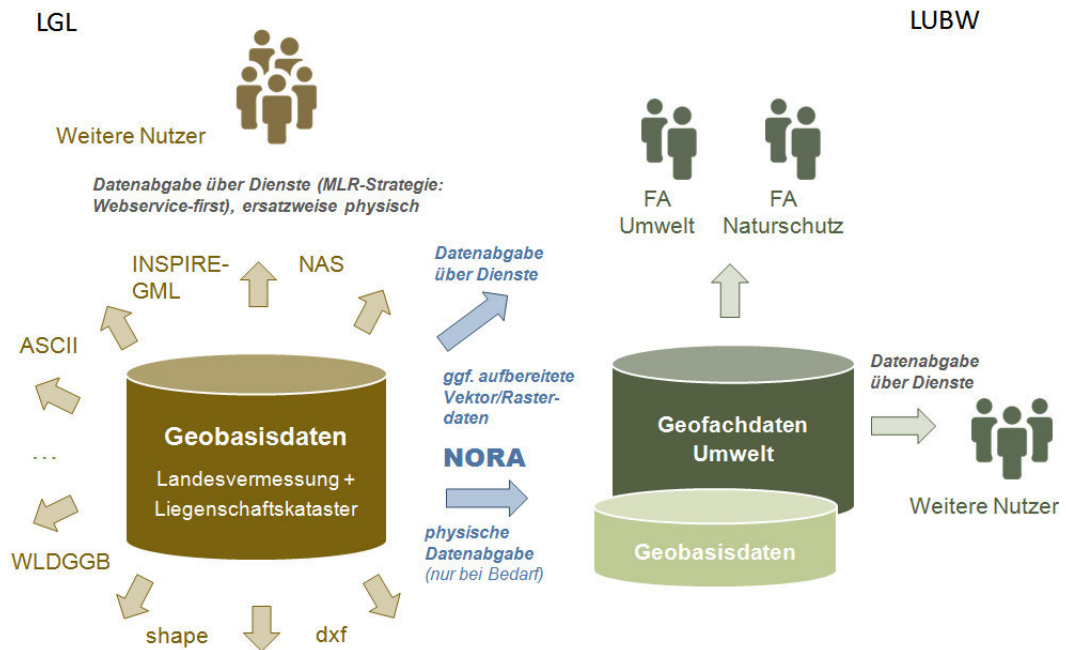 LGL
LUBW
Weitere Nutzer
Datenabgabe über Dienste (MLR-Strategie:
Webservice-first), ersatzweise physisch
INSPIRE-
GML
NAS
ASCII
...
WLDGGB
shape
dxf
Geobasisdaten
Landesvermessung +
Liegenschaftskataster
Datenabgabe
über Dienste
ggf. aufbereitete
Vektor/Raster-
daten
NORA
physische
Datenabgabe
(nur bei Bedarf)
FA
Umwelt
FA
Naturschutz
Geofachdaten
Umwelt
Geobasisdaten
Datenabgabe
über Dienste
Weitere Nutzer